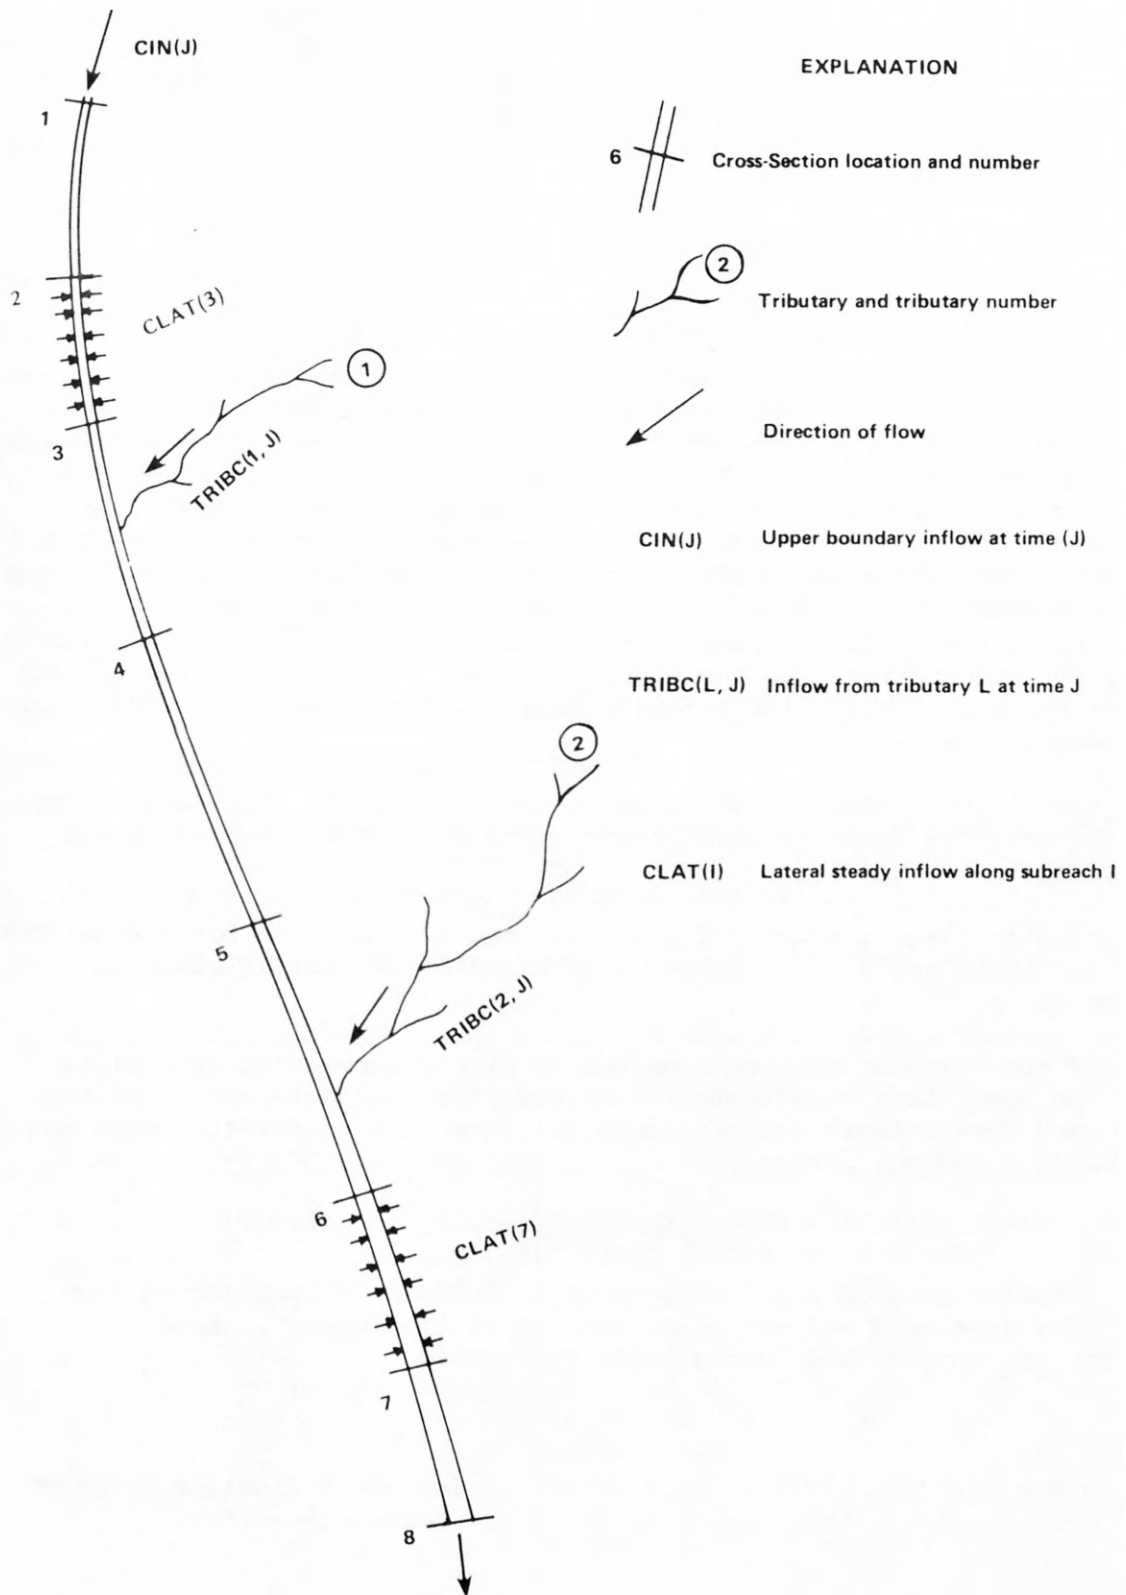 CIN(J)
1
2
CLAT(3)
3
1
TRIBC(1, J)
4
2
5
TRIBC(2, J)
6
CLAT(7)
7
8
EXPLANATION
6 Cross-Section location and number
2
Tributary and tributary number
Direction of flow
CIN(J) Upper boundary inflow at time (J)
TRIBC(L, J) Inflow from tributary L at time J
CLAT(I) Lateral steady inflow along subreach I